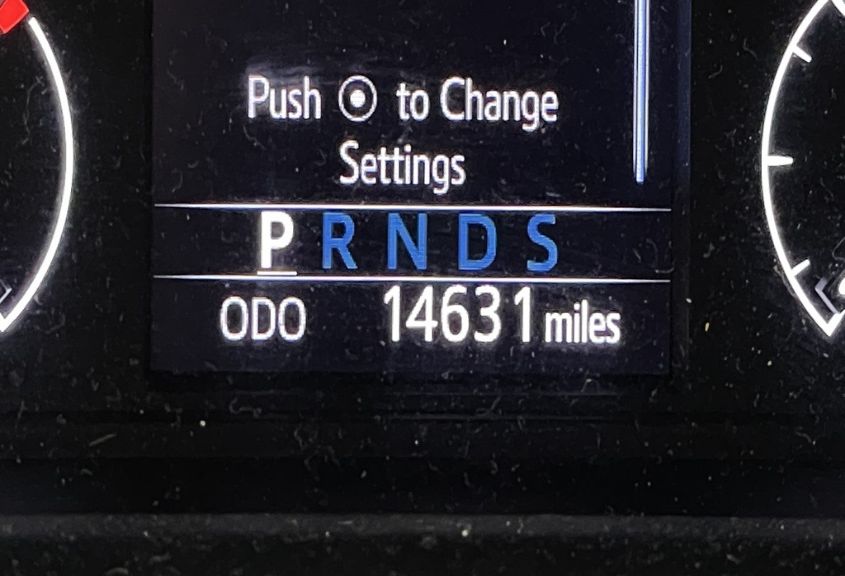 Push to Change
Settings
P R N D S
ODO 14631 miles